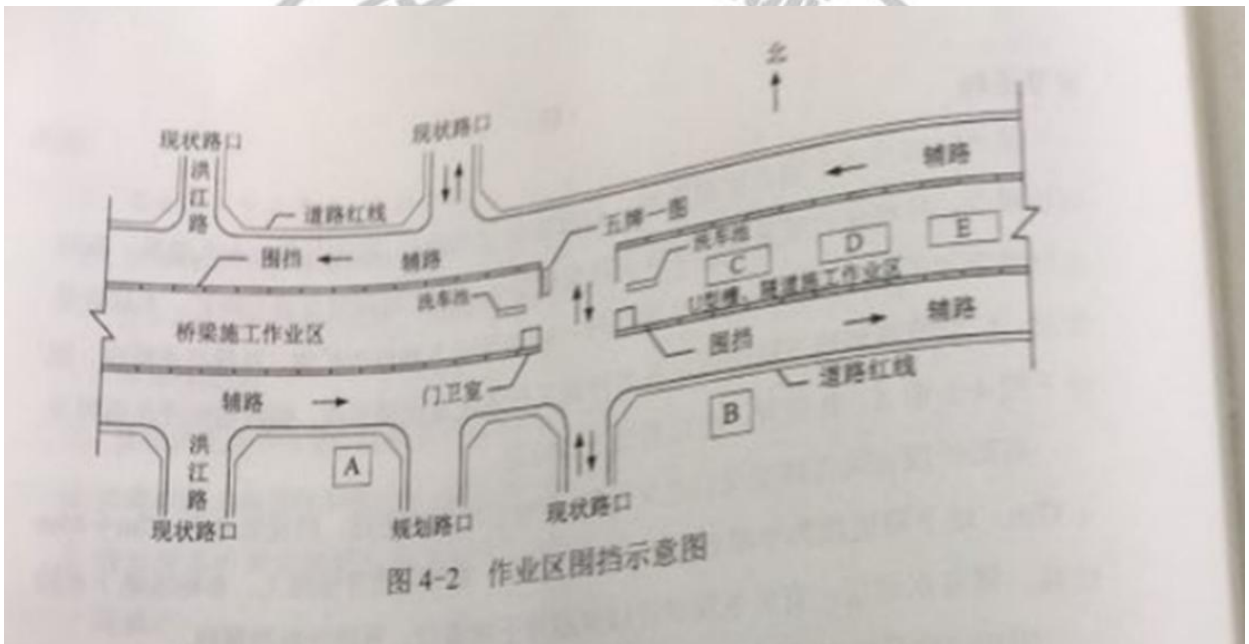 北
现状路口
现状路口
洪江路
道路红线
五牌一图
辅路
围挡
辅路
洗车池
C
D
E
洗车池
U型槽、隧道施工作业区
桥梁施工作业区
围挡
辅路
辅路
门卫室
道路红线
洪江路
A
B
现状路口
规划路口
现状路口
图4-2 作业区围挡示意图